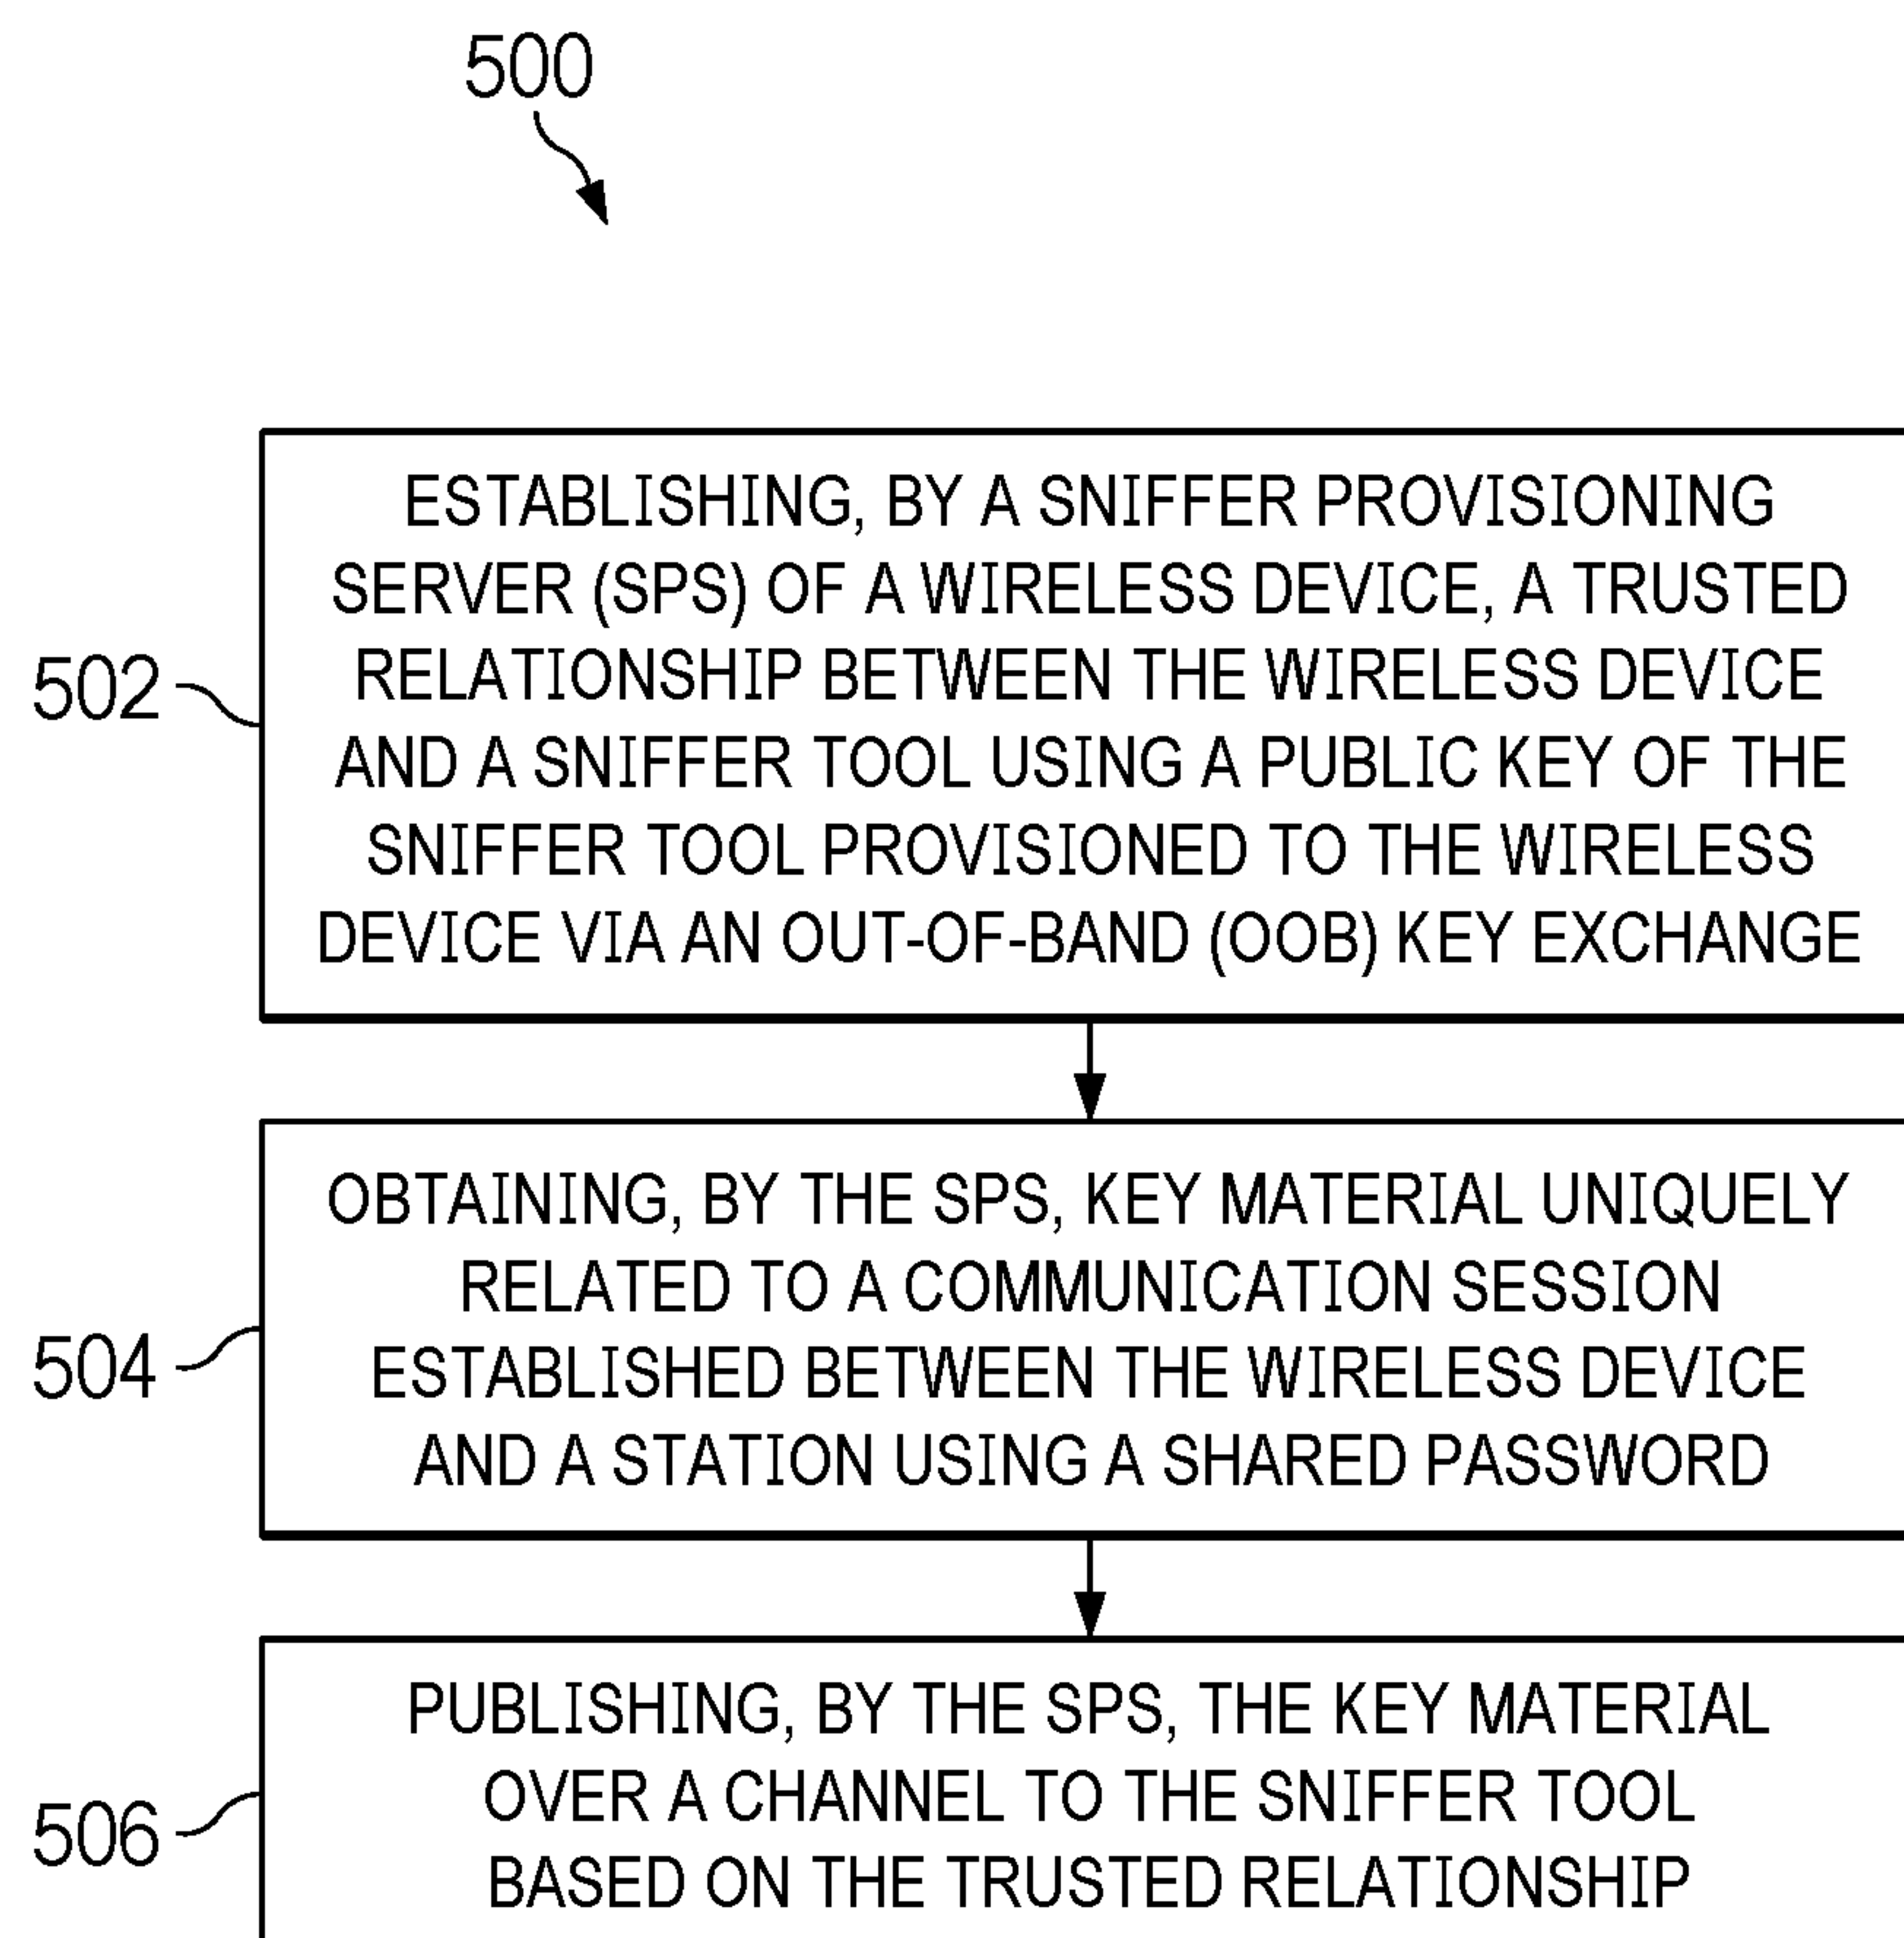 500
ESTABLISHING, BY A SNIFFER PROVISIONING
SERVER (SPS) OF A WIRELESS DEVICE, A TRUSTED
RELATIONSHIP BETWEEN THE WIRELESS DEVICE
AND A SNIFFER TOOL USING A PUBLIC KEY OF THE
SNIFFER TOOL PROVISIONED TO THE WIRELESS
DEVICE VIA AN OUT-OF-BAND (OOB) KEY EXCHANGE
502
OBTAINING, BY THE SPS, KEY MATERIAL UNIQUELY
RELATED TO A COMMUNICATION SESSION
ESTABLISHED BETWEEN THE WIRELESS DEVICE
AND A STATION USING A SHARED PASSWORD
504
PUBLISHING, BY THE SPS, THE KEY MATERIAL
OVER A CHANNEL TO THE SNIFFER TOOL
BASED ON THE TRUSTED RELATIONSHIP
506